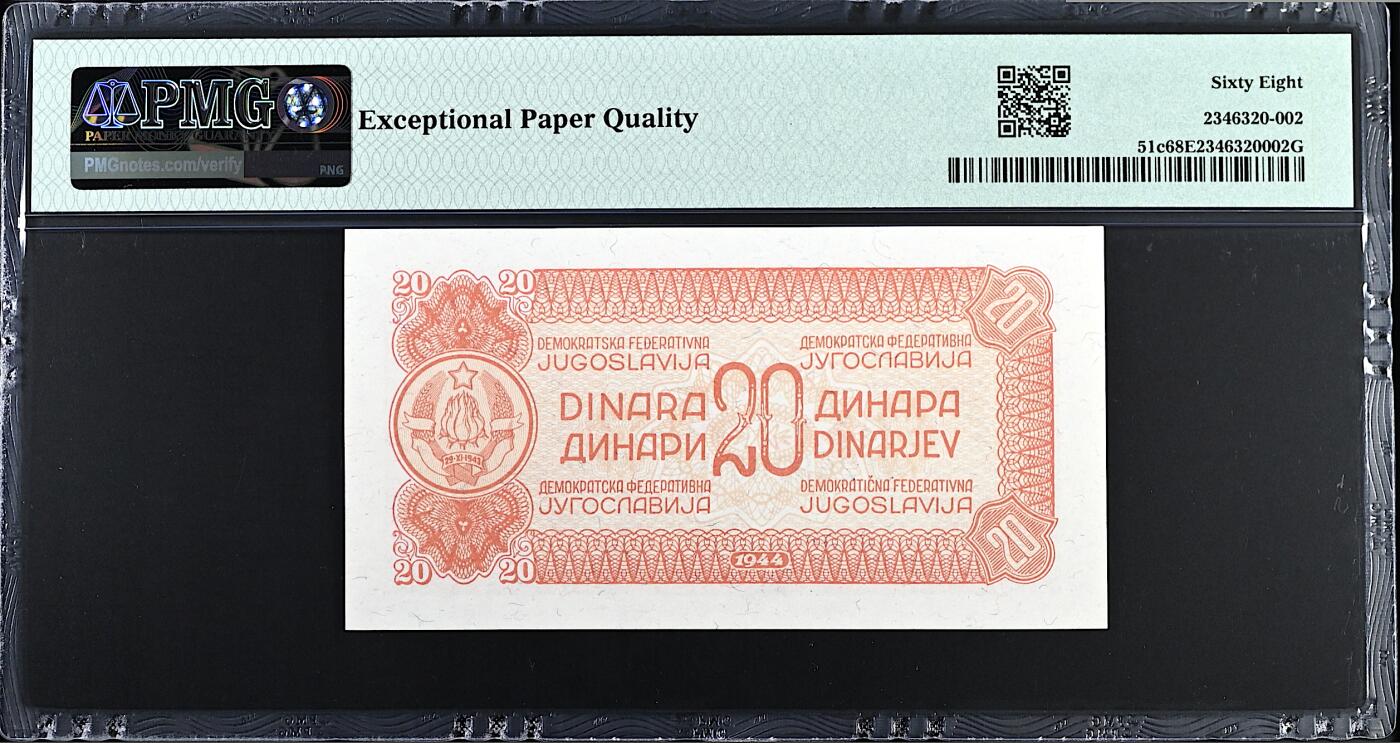 PMG
PMGnotes.com/verify
PNG
Exceptional Paper Quality
Sixty Eight
2346320-002
51c68E2346320002G
20 20
20
DEMOKRATSKA FEDERATIVNA
JUGOSLAVIJA
ДЕМОКРАТСКА ФЕДЕРАТИВНА
ЈУГОСЛАВИЈА
DINARA
20
ДИНАРА
ДИНАРИ
DINARJEV
29·XI·1943
ДЕМОКРАТСКА ФЕДЕРАТИВНА
ЈУГОСЛАВИЈА
DEMOKRATIČNA FEDERATIVNA
JUGOSLAVIJA
20 20
1944
20